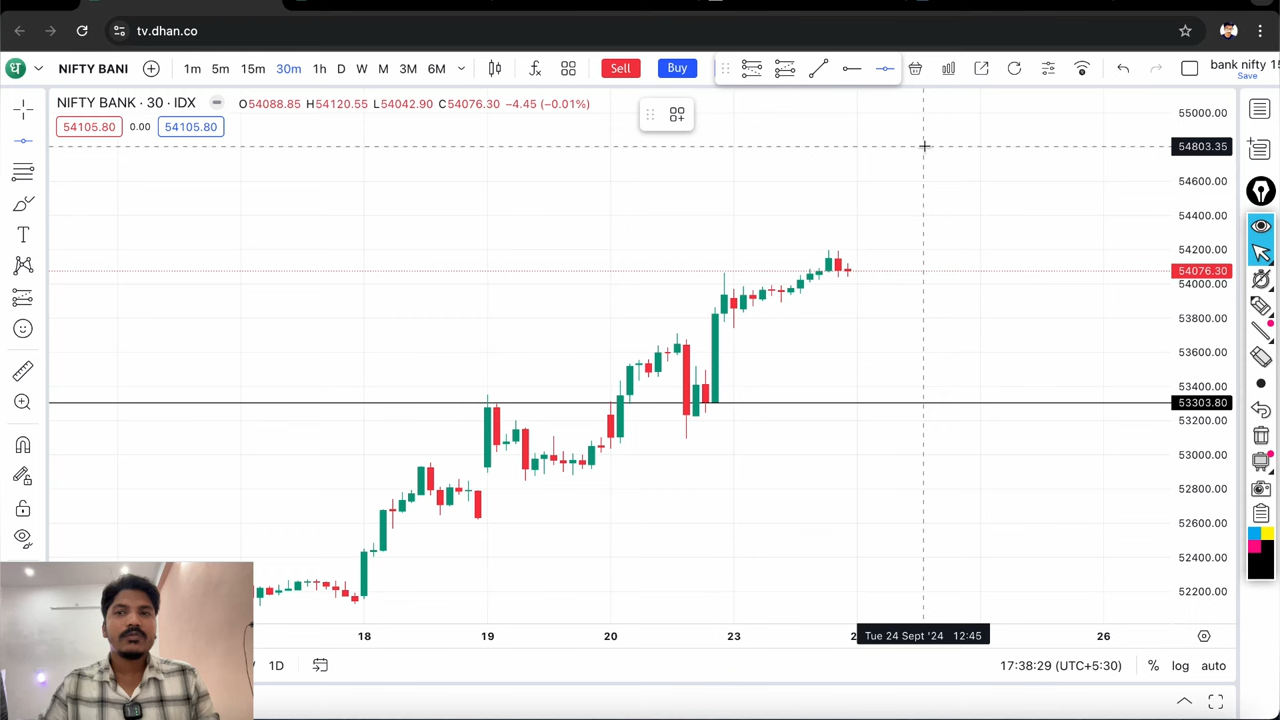 tv.dhan.co
NIFTY BANI
1m 5m 15m 30m 1h D W M 3M 6M
Sell
Buy
bank nifty 15
Save
NIFTY BANK · 30 · IDX
O54088.85 H54120.55 L54042.90 C54076.30 −4.45 (−0.01%)
54105.80 0.00 54105.80
55000.00
54803.35
54600.00
54400.00
54200.00
54076.30
54000.00
53800.00
53600.00
53400.00
53303.80
53200.00
53000.00
52800.00
52600.00
52400.00
52200.00
18 19 20 23 2 Tue 24 Sept '24 12:45 26
1D
17:38:29 (UTC+5:30)
% log auto